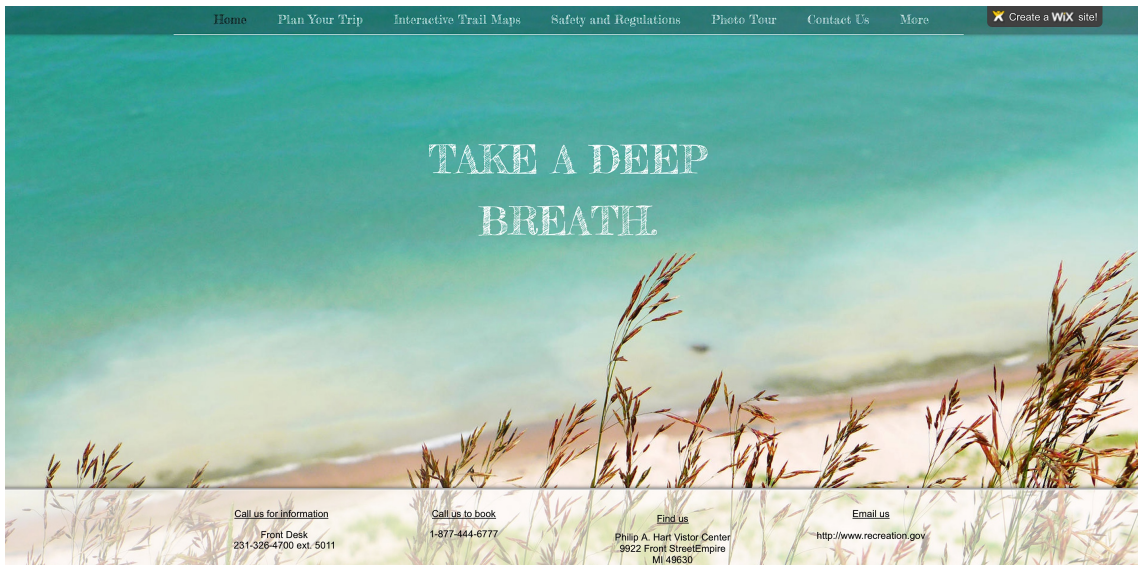 Home Plan Your Trip Interactive Trail Maps Safety and Regulations Photo Tour Contact Us More
Create a WiX site!
TAKE A DEEP
BREATH.
Call us for information
Front Desk
231-326-4700 ext. 5011
Call us to book
1-877-444-6777
Find us
Philip A. Hart Vistor Center
9922 Front StreetEmpire
MI 49630
Email us
http://www.recreation.gov